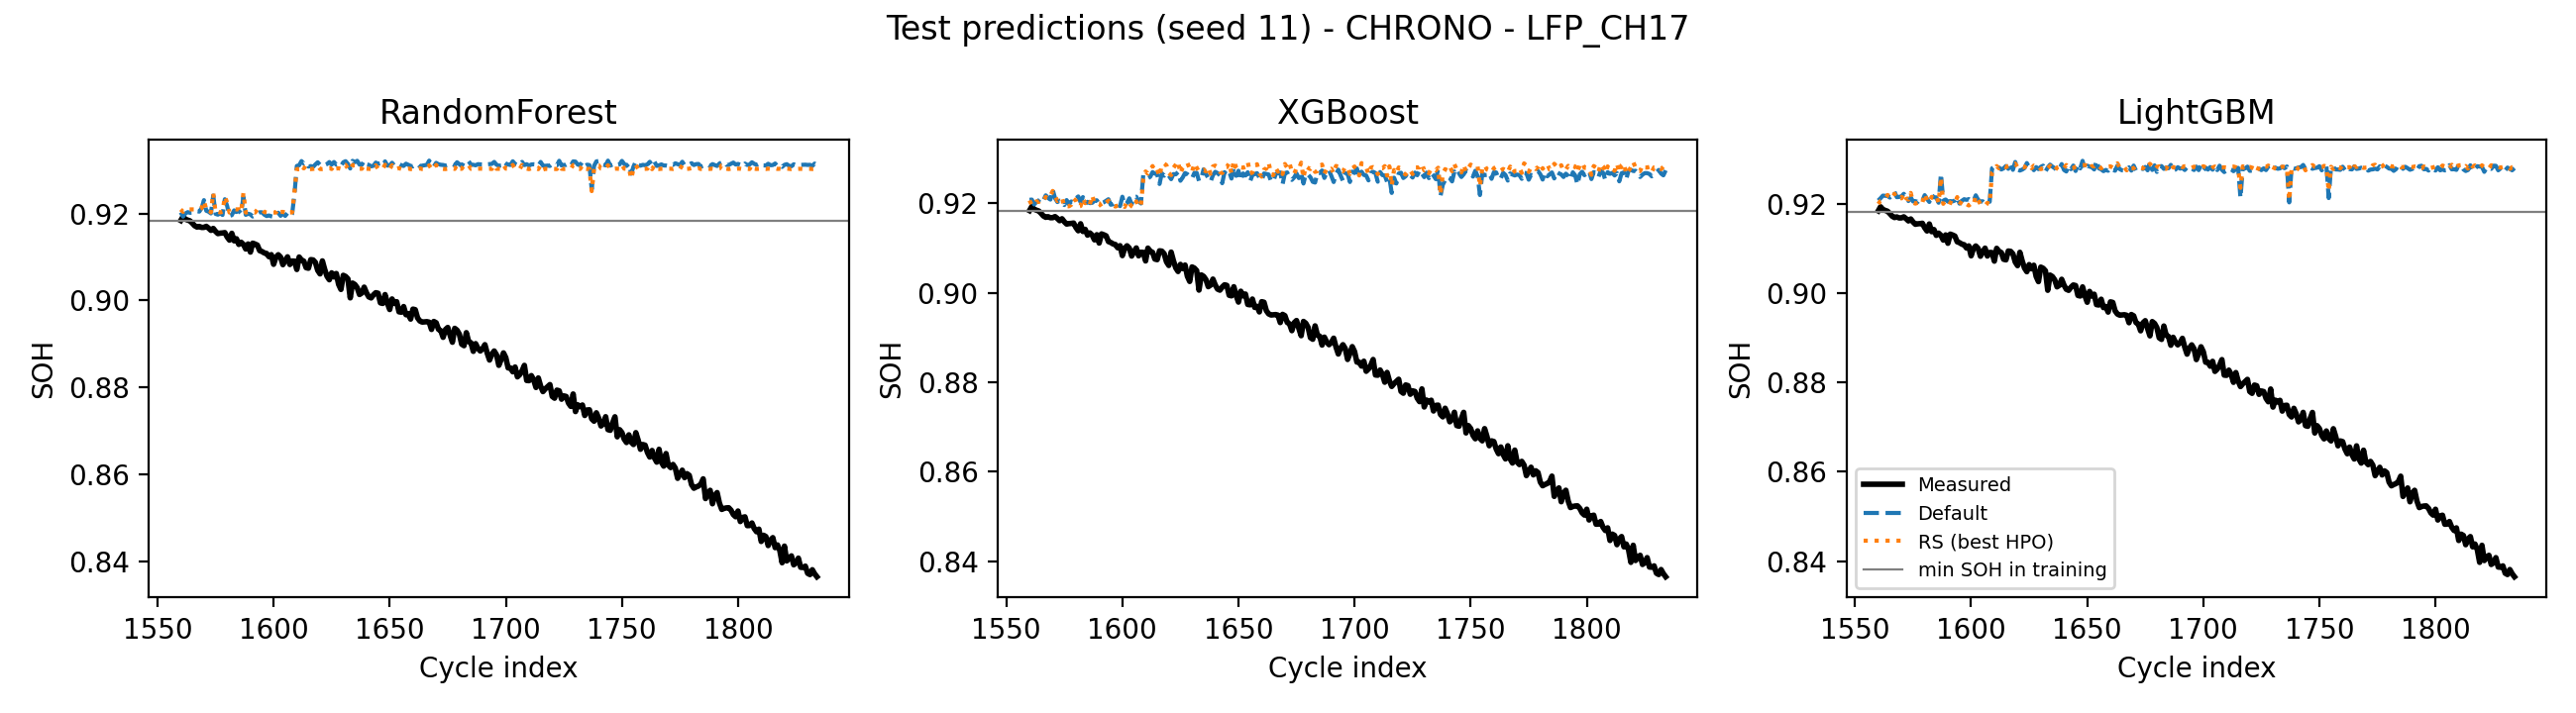 Test predictions (seed 11) - CHRONO - LFP_CH17
RandomForest
XGBoost
LightGBM
SOH
0.92
0.90
0.88
0.86
0.84
1550 1600 1650 1700 1750 1800
Cycle index
SOH
0.92
0.90
0.88
0.86
0.84
1550 1600 1650 1700 1750 1800
Cycle index
SOH
0.92
0.90
0.88
0.86
0.84
Measured
Default
RS (best HPO)
min SOH in training
1550 1600 1650 1700 1750 1800
Cycle index